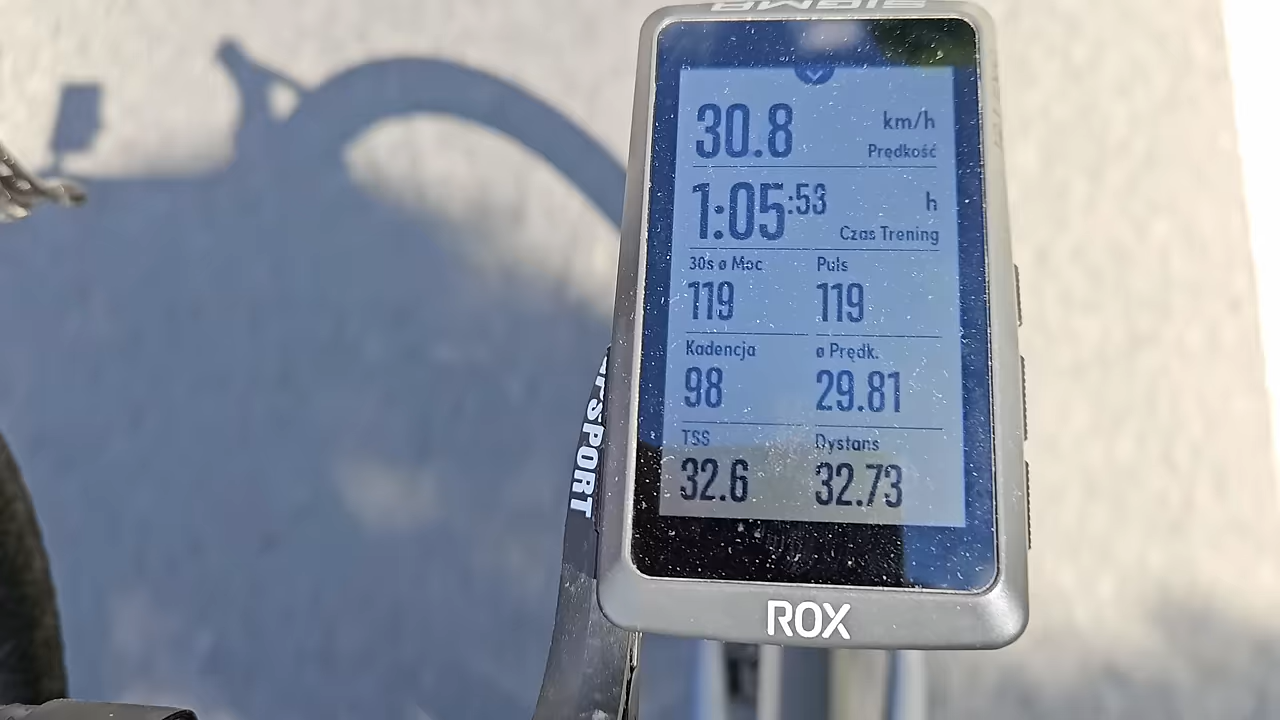 SIGMA
30.8 km/h
Prędkość
1:05:53 h
Czas Trening
30s ø Moc Puls
119 119
Kadencja ø Prędk.
98 29.81
TSS Dystans
32.6 32.73
ROX
SPORT